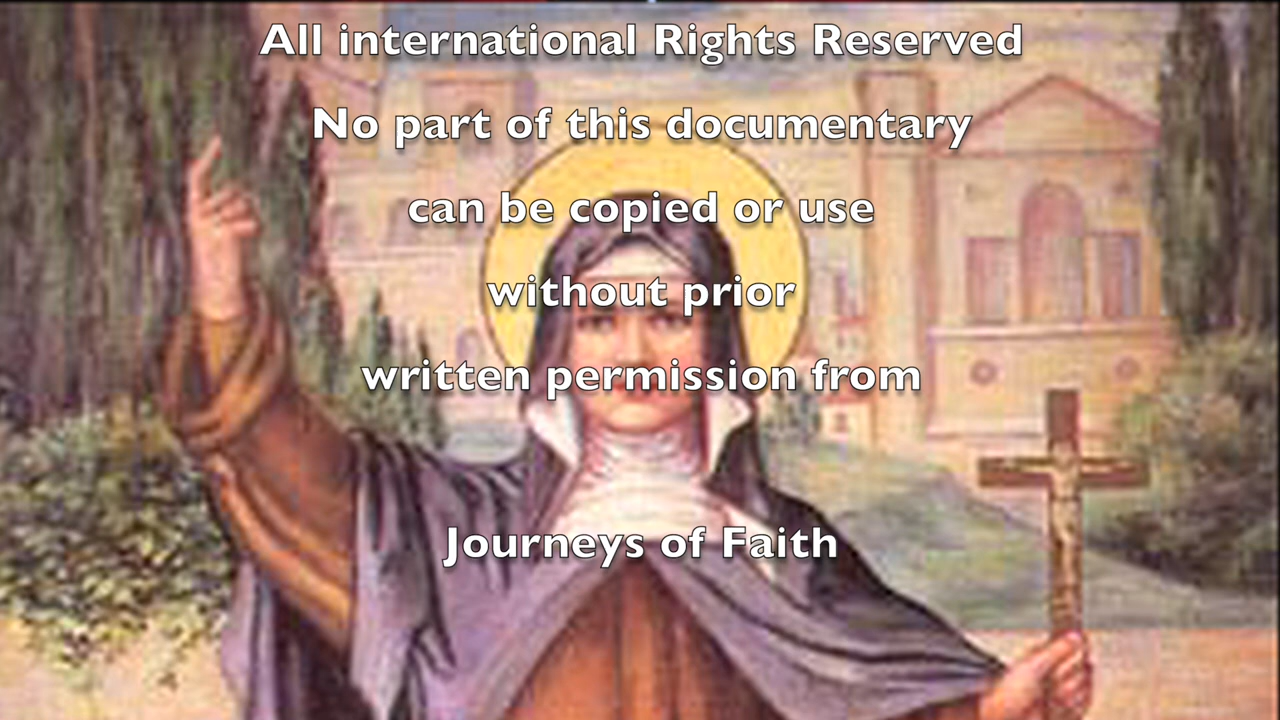 All international Rights Reserved
No part of this documentary
can be copied or use
without prior
written permission from
Journeys of Faith